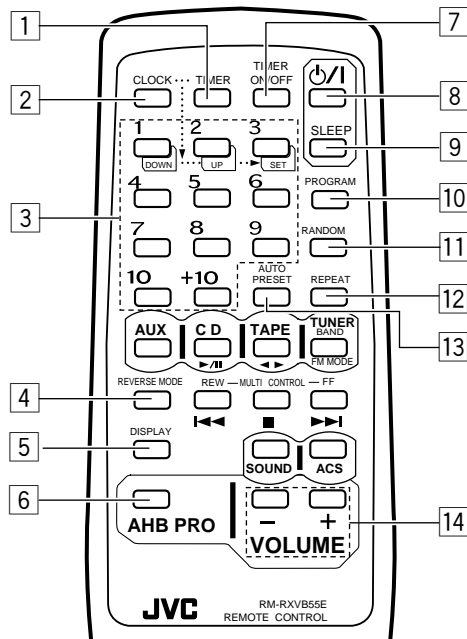 1
7
CLOCK
TIMER
TIMER
ON/OFF
⏻/I
2
8
1
2
3
SLEEP
9
DOWN
UP
SET
4
5
6
PROGRAM
10
3
7
8
9
RANDOM
11
10
+10
AUTO
PRESET
REPEAT
12
AUX
CD
TAPE
TUNER
BAND
►/II
◄ ►
FM MODE
13
4
REVERSE MODE
REW — MULTI CONTROL — FF
I◄◄
■
►►I
5
DISPLAY
SOUND
ACS
6
AHB PRO
–
+
VOLUME
14
JVC
RM-RXVB55E
REMOTE CONTROL